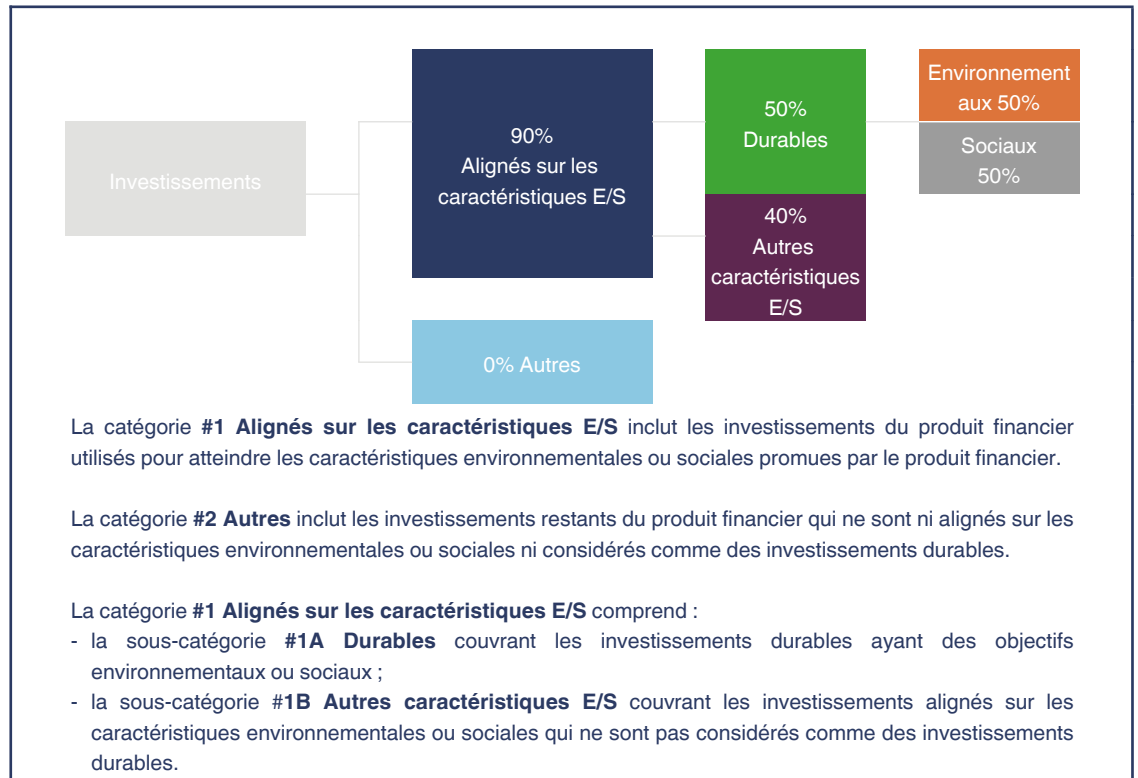 Investissements
90%
Alignés sur les
caractéristiques E/S
0% Autres
50%
Durables
40%
Autres
caractéristiques
E/S
Environnement
aux 50%
Sociaux
50%
La catégorie #1 Alignés sur les caractéristiques E/S inclut les investissements du produit financier
utilisés pour atteindre les caractéristiques environnementales ou sociales promues par le produit financier.
La catégorie #2 Autres inclut les investissements restants du produit financier qui ne sont ni alignés sur les
caractéristiques environnementales ou sociales ni considérés comme des investissements durables.
La catégorie #1 Alignés sur les caractéristiques E/S comprend :
- la sous-catégorie #1A Durables couvrant les investissements durables ayant des objectifs
environnementaux ou sociaux ;
- la sous-catégorie #1B Autres caractéristiques E/S couvrant les investissements alignés sur les
caractéristiques environnementales ou sociales qui ne sont pas considérés comme des investissements
durables.